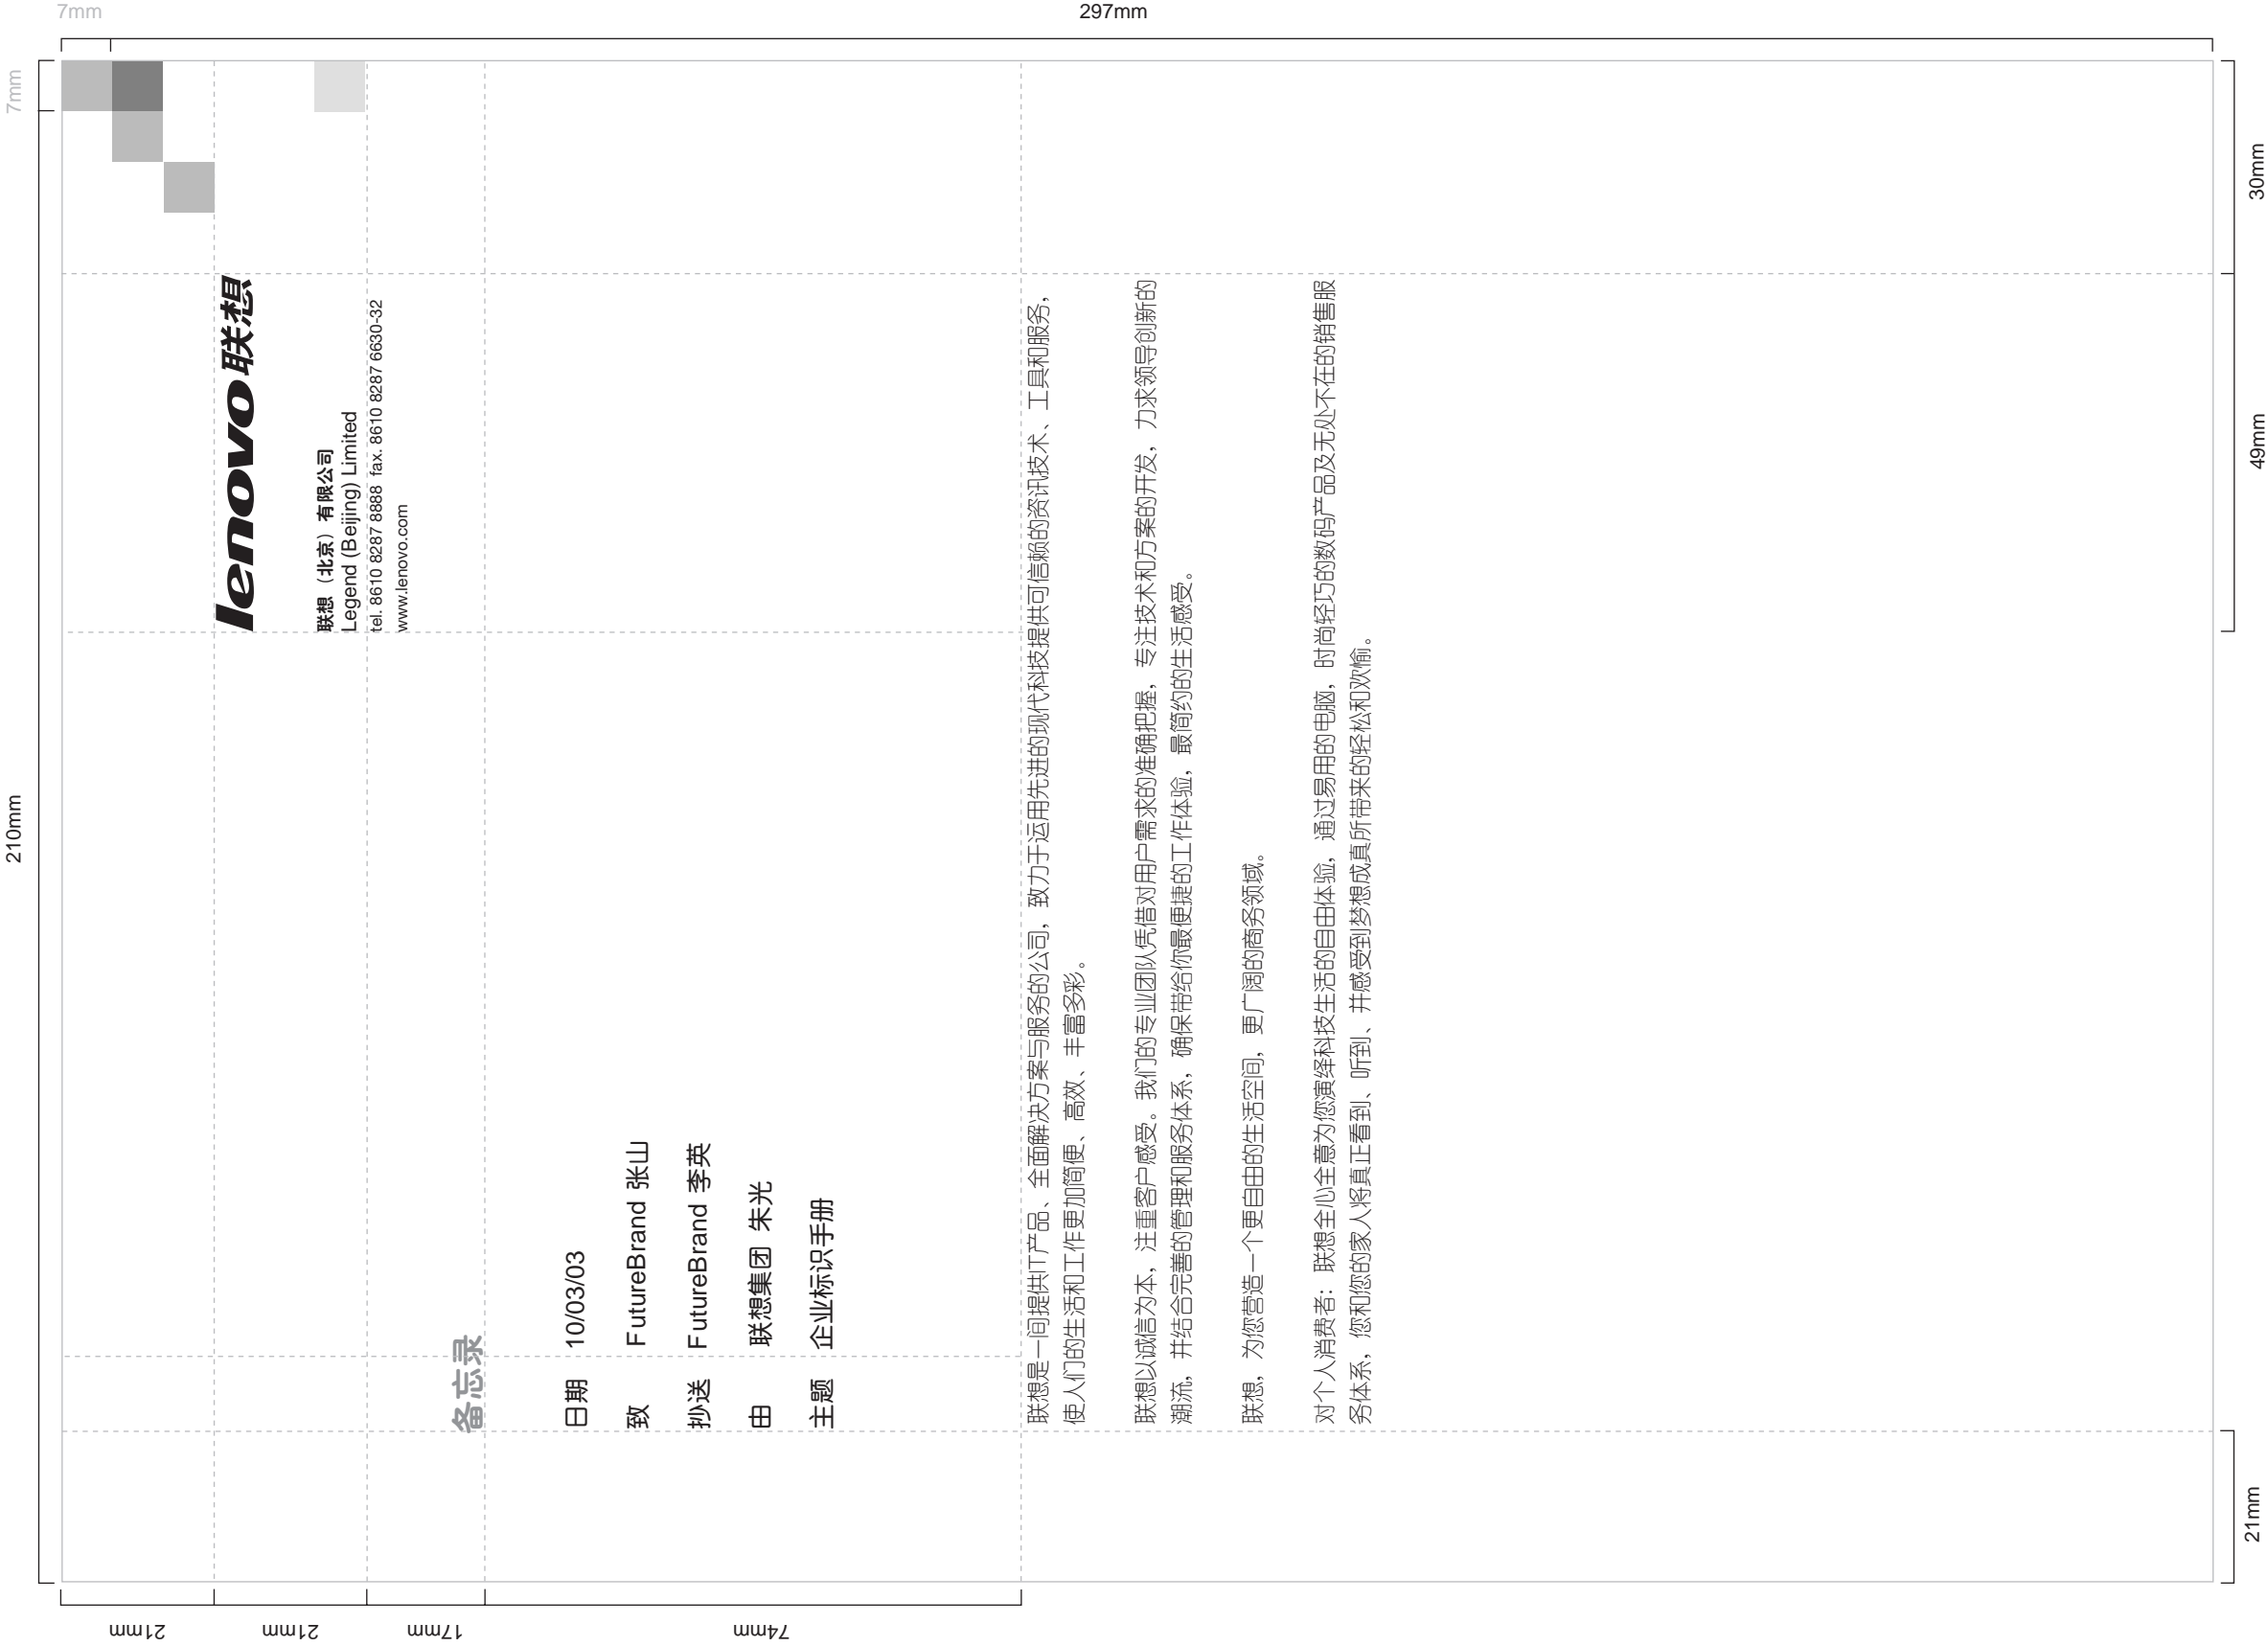 7mm
297mm
7mm
210mm
30mm
49mm
21mm
21mm
21mm
17mm
74mm
lenovo联想
联想（北京）有限公司
Legend (Beijing) Limited
tel. 8610 8287 8888 fax. 8610 8287 6630-32
www.lenovo.com
备忘录
日期 10/03/03
致 FutureBrand 张山
抄送 FutureBrand 李英
由 联想集团 朱光
主题 企业标识手册
联想是一间提供IT产品、全面解决方案与服务的公司，致力于运用先进的现代科技提供可信赖的资讯技术、工具和服务，
使人们的生活和工作更加简便、高效、丰富多彩。
联想以诚信为本，注重客户感受。我们的专业团队凭借对用户需求的准确把握，专注技术和方案的开发，力求领导创新的
潮流，并结合完善的管理和服务体系，确保带给你最便捷的工作体验，最简约的生活感受。
联想，为您营造一个更自由的生活空间，更广阔的商务领域。
对个人消费者：联想全心全意为您演绎科技生活的自由体验，通过易用的电脑，时尚轻巧的数码产品及无处不在的销售服
务体系，您和您的家人将真正看到、听到、并感受到梦想成真所带来的轻松和欢愉。